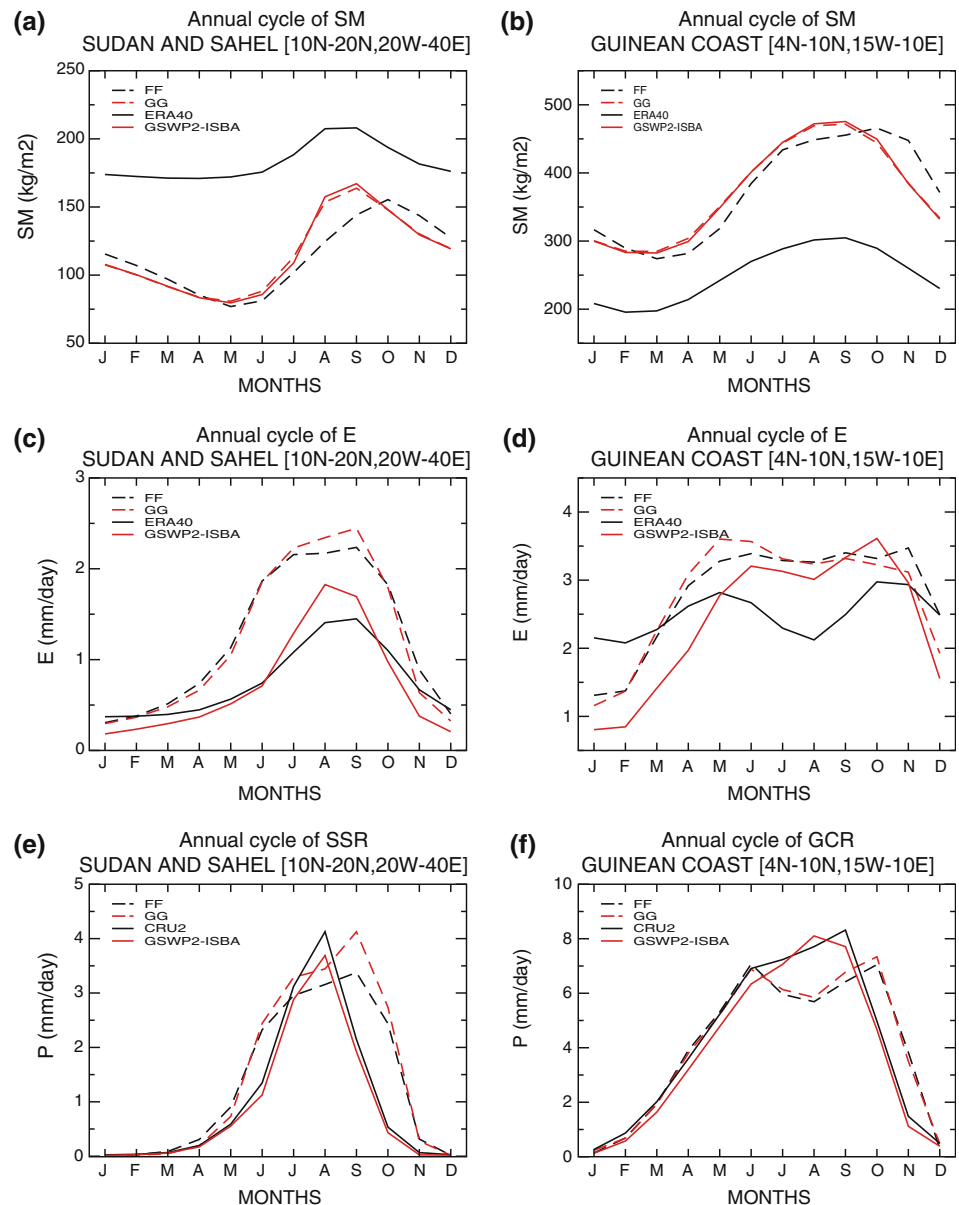 (a)
Annual cycle of SM
SUDAN AND SAHEL [10N-20N,20W-40E]
250
200
150
100
50
SM (kg/m2)
FF
GG
ERA40
GSWP2-ISBA
J F M A M J J A S O N D
MONTHS
(b)
Annual cycle of SM
GUINEAN COAST [4N-10N,15W-10E]
500
400
300
200
SM (kg/m2)
FF
GG
ERA40
GSWP2-ISBA
J F M A M J J A S O N D
MONTHS
(c)
Annual cycle of E
SUDAN AND SAHEL [10N-20N,20W-40E]
3
2
1
0
E (mm/day)
FF
GG
ERA40
GSWP2-ISBA
J F M A M J J A S O N D
MONTHS
(d)
Annual cycle of E
GUINEAN COAST [4N-10N,15W-10E]
4
3
2
1
E (mm/day)
FF
GG
ERA40
GSWP2-ISBA
J F M A M J J A S O N D
MONTHS
(e)
Annual cycle of SSR
SUDAN AND SAHEL [10N-20N,20W-40E]
5
4
3
2
1
0
P (mm/day)
FF
GG
CRU2
GSWP2-ISBA
J F M A M J J A S O N D
MONTHS
(f)
Annual cycle of GCR
GUINEAN COAST [4N-10N,15W-10E]
10
8
6
4
2
0
P (mm/day)
FF
GG
CRU2
GSWP2-ISBA
J F M A M J J A S O N D
MONTHS